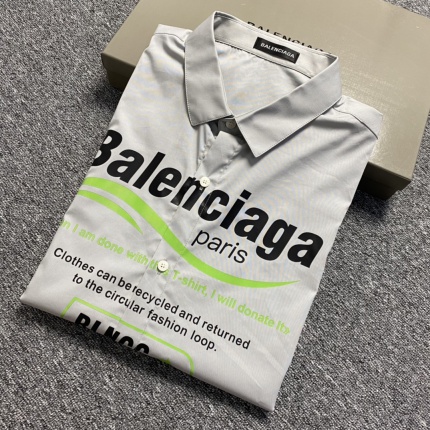 BALENCIAGA
BALENCIAGA
Balenciaga
paris
I am done with this T-shirt, I will donate it»
Clothes can be recycled and returned
to the circular fashion loop.